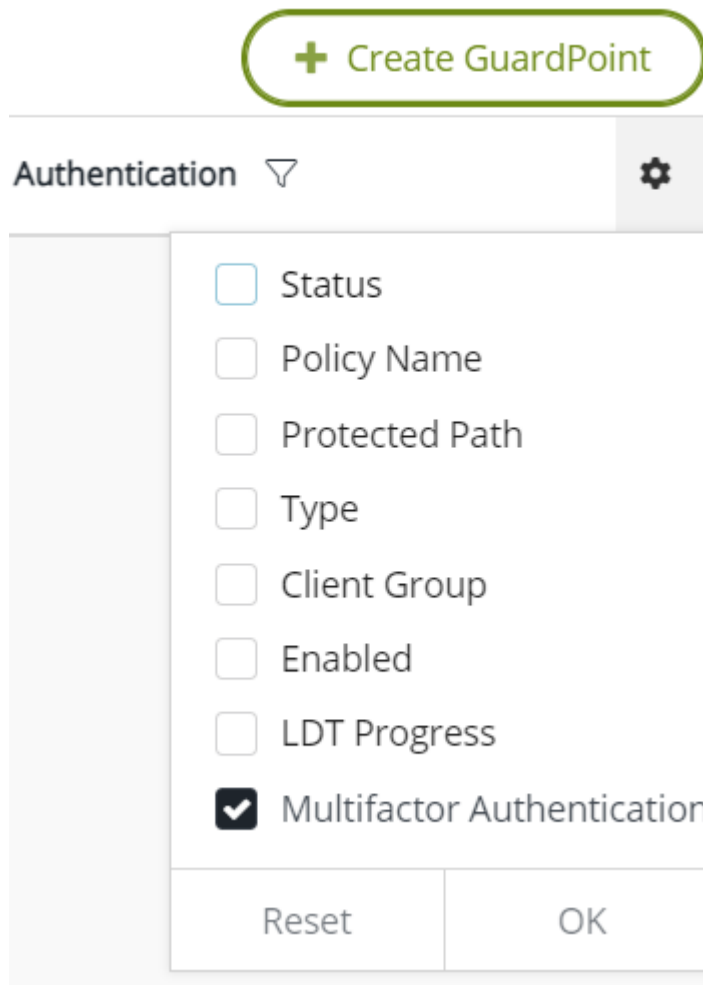 + Create GuardPoint
Authentication
Status
Policy Name
Protected Path
Type
Client Group
Enabled
LDT Progress
Multifactor Authentication
Reset
OK